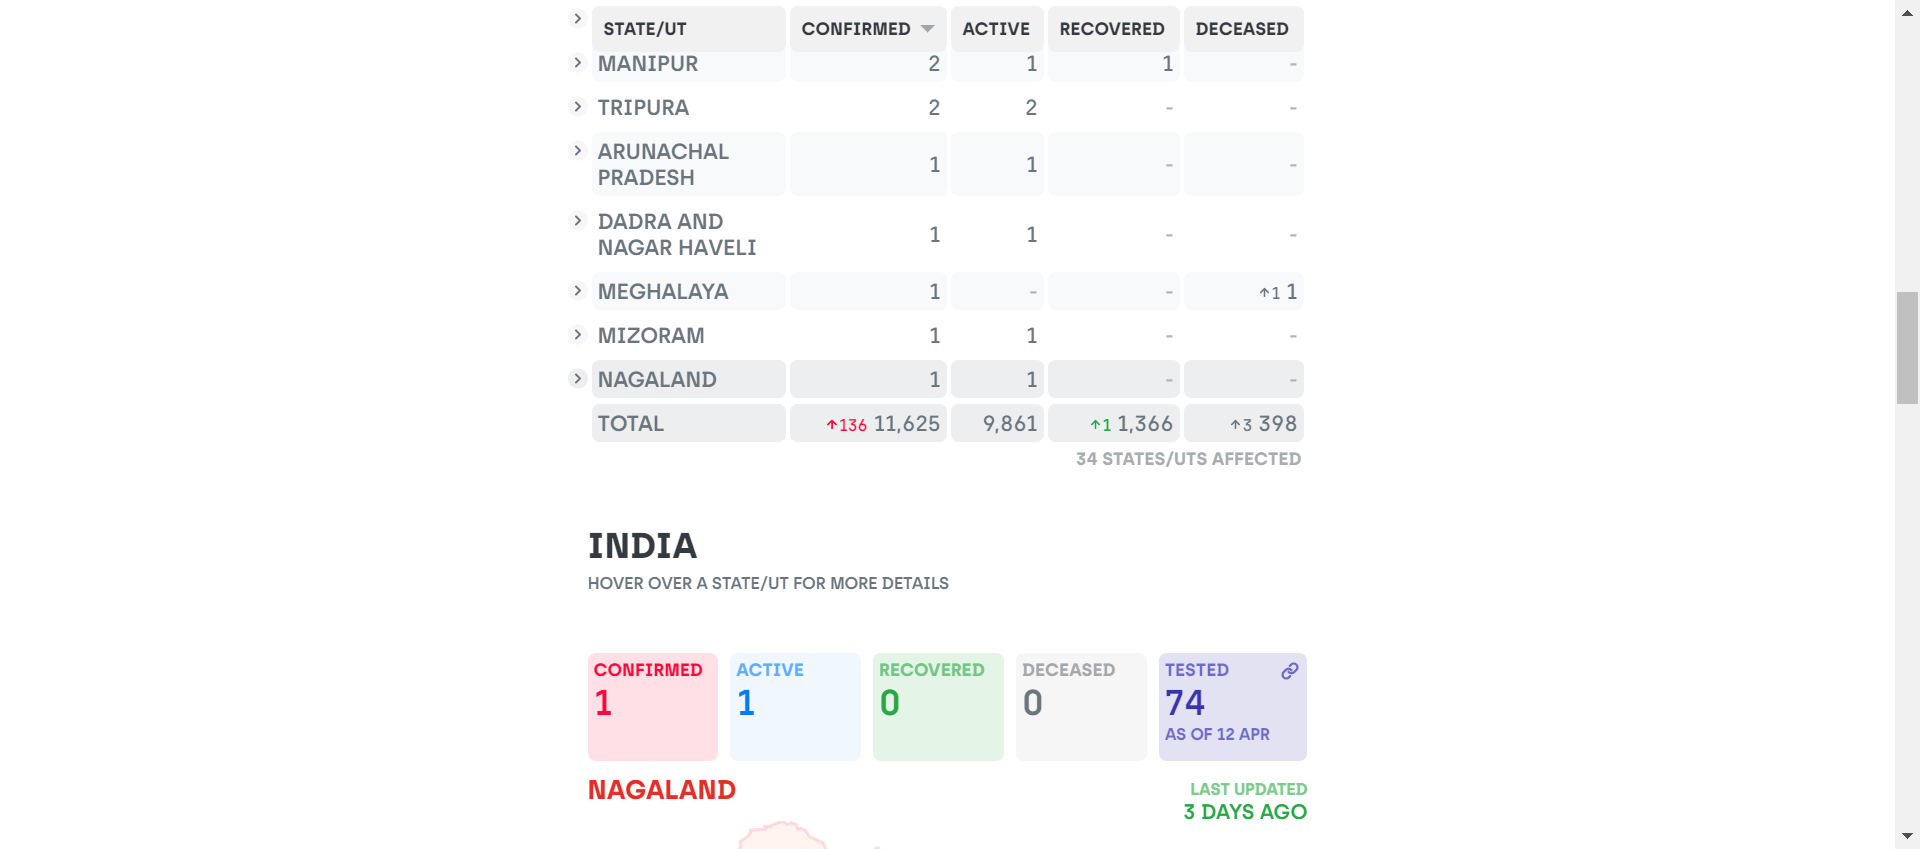 STATE/UT CONFIRMED ACTIVE RECOVERED DECEASED
MANIPUR 2 1 1 -
TRIPURA 2 2 - -
ARUNACHAL
PRADESH 1 1 - -
DADRA AND
NAGAR HAVELI 1 1 - -
MEGHALAYA 1 - - ↑1 1
MIZORAM 1 1 - -
NAGALAND 1 1 - -
TOTAL ↑136 11,625 9,861 ↑1 1,366 ↑3 398
34 STATES/UTS AFFECTED
INDIA
HOVER OVER A STATE/UT FOR MORE DETAILS
CONFIRMED ACTIVE RECOVERED DECEASED TESTED
1 1 0 0 74
AS OF 12 APR
NAGALAND LAST UPDATED
3 DAYS AGO